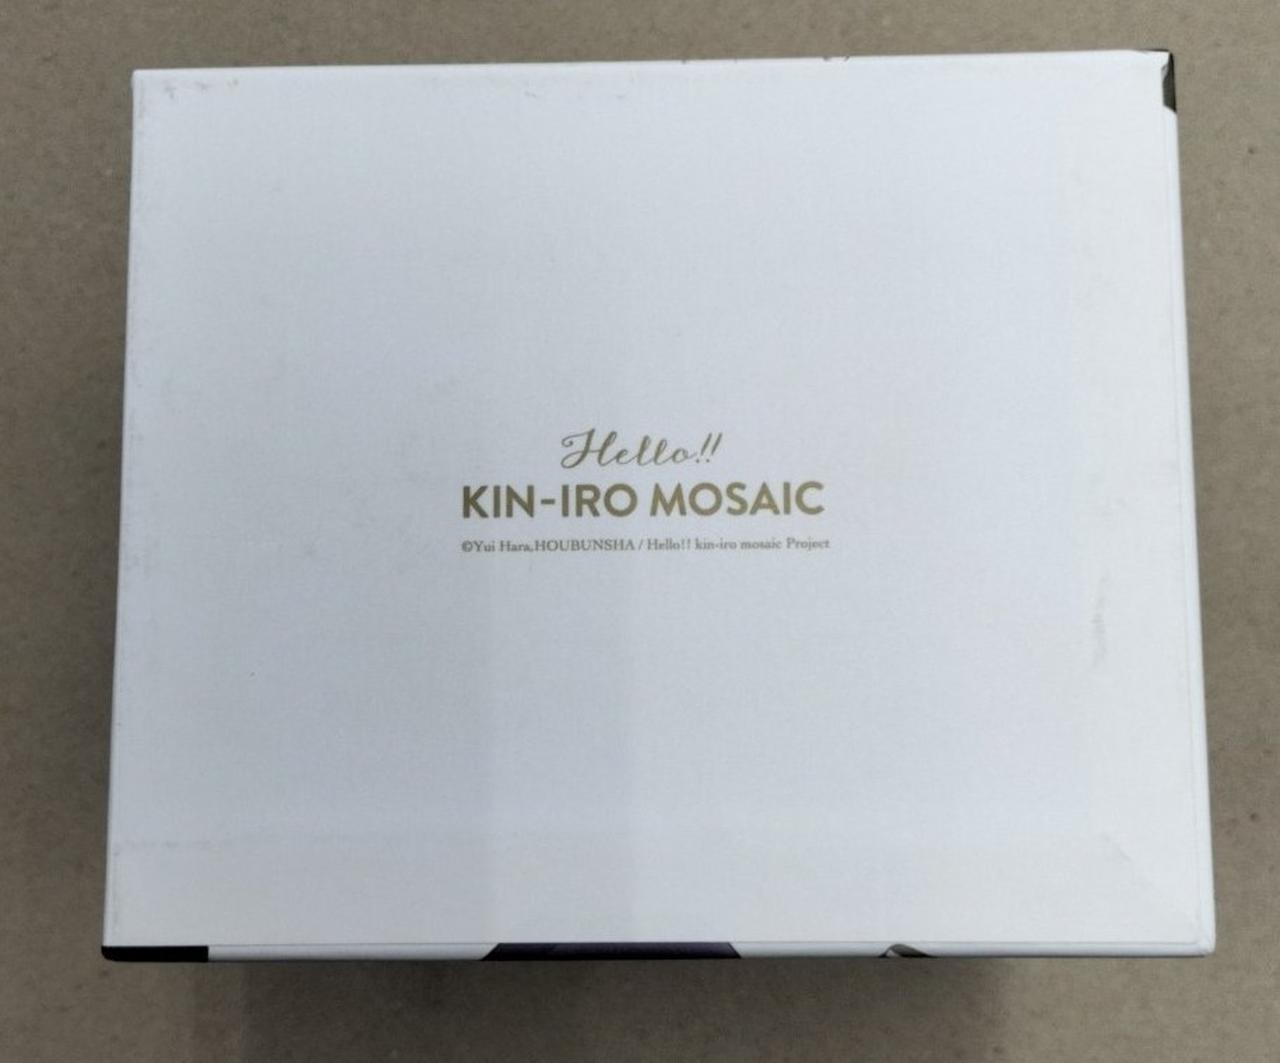 Hello!!
KIN-IRO MOSAIC
©Yui Hara,HOUBUNSHA / Hello!! kin-iro mosaic Project